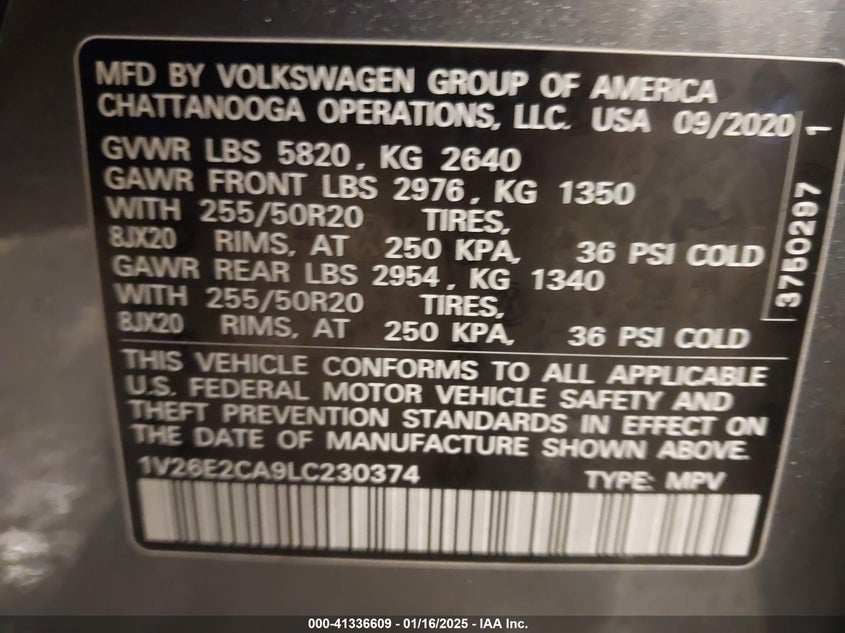 MFD BY VOLKSWAGEN GROUP OF AMERICA
CHATTANOOGA OPERATIONS, LLC. USA 09/2020
GVWR LBS 5820, KG 2640
GAWR FRONT LBS 2976, KG 1350
WITH 255/50R20 TIRES,
8JX20 RIMS, AT 250 KPA, 36 PSI COLD
GAWR REAR LBS 2954, KG 1340
WITH 255/50R20 TIRES,
8JX20 RIMS, AT 250 KPA, 36 PSI COLD
THIS VEHICLE CONFORMS TO ALL APPLICABLE
U.S. FEDERAL MOTOR VEHICLE SAFETY AND
THEFT PREVENTION STANDARDS IN EFFECT ON
THE DATE OF MANUFACTURE SHOWN ABOVE.
1V26E2CA9LC230374 TYPE: MPV
3750297 1
000-41336609 - 01/16/2025 - IAA Inc.